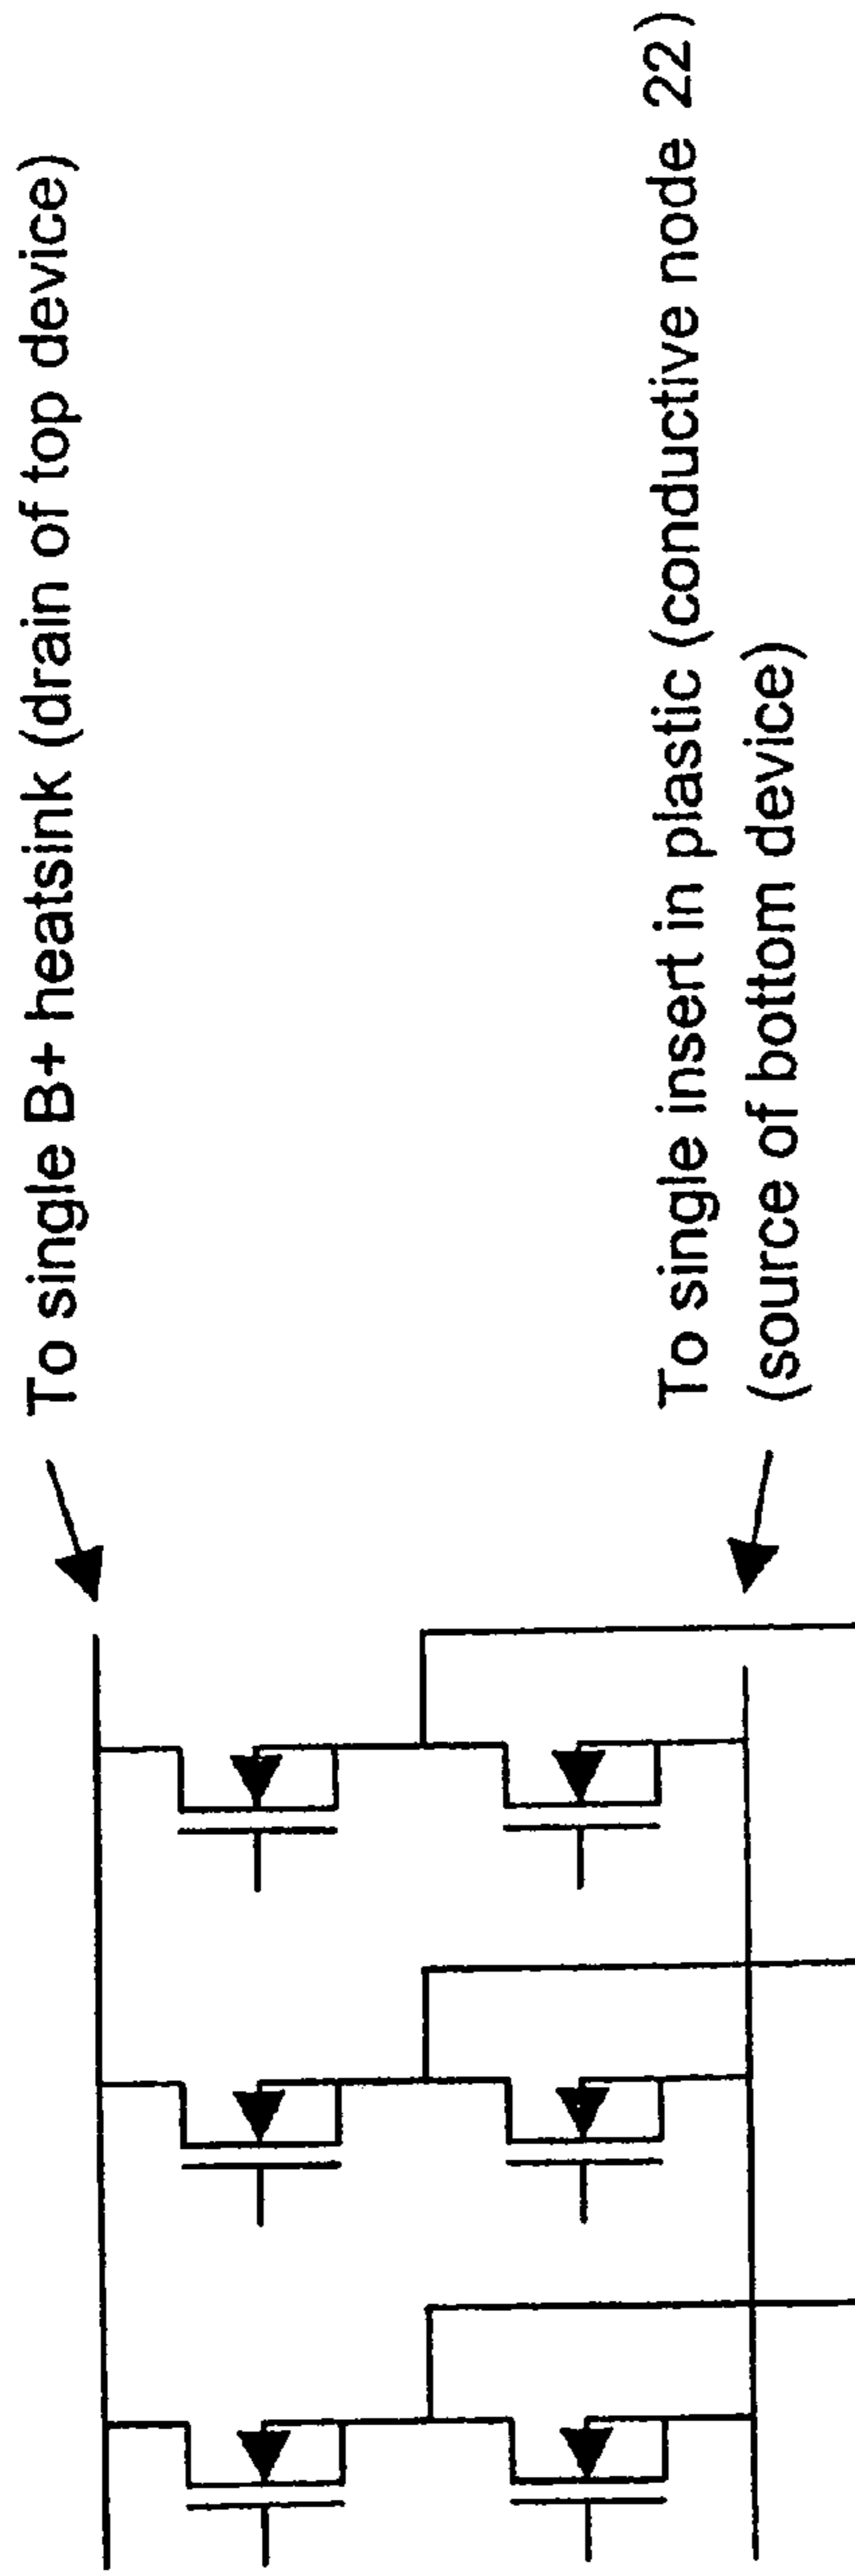 To single B+ heatsink (drain of top device)
To single insert in plastic (conductive node 22)
(source of bottom device)